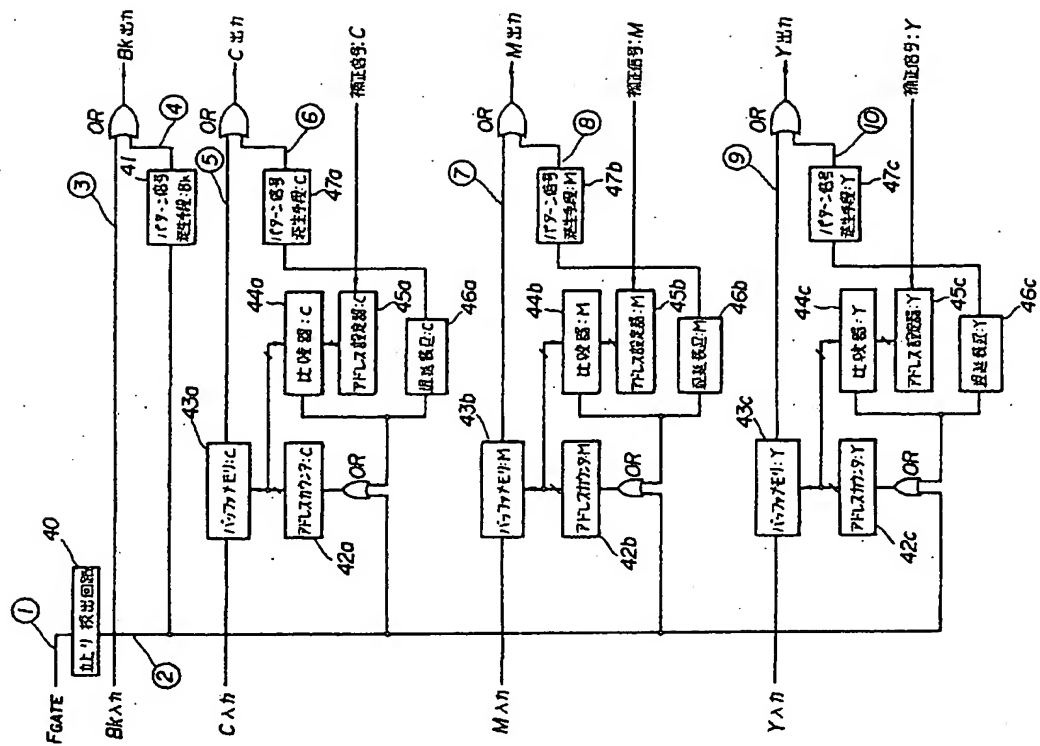 FGATE
①
40
立上り検出回路
Bk入力
②
③
41
パターン信号
発生手段:Bk
④
OR
Bk出力
C入力
43a
バッファメモリ:C
⑤
OR
C出力
42a
アドレスカウンタ:C
OR
44a
比較器:C
アドレス設定器:C
45a
遅延装置:C
46a
パターン信号
発生手段:C
47a
⑥
補正信号:C
M入力
43b
バッファメモリ:M
⑦
OR
M出力
42b
アドレスカウンタ:M
OR
44b
比較器:M
アドレス設定器:M
45b
遅延装置:M
46b
パターン信号
発生手段:M
47b
⑧
補正信号:M
Y入力
43c
バッファメモリ:Y
⑨
OR
Y出力
42c
アドレスカウンタ:Y
OR
44c
比較器:Y
アドレス設定器:Y
45c
遅延装置:Y
46c
パターン信号
発生手段:Y
47c
⑩
補正信号:Y